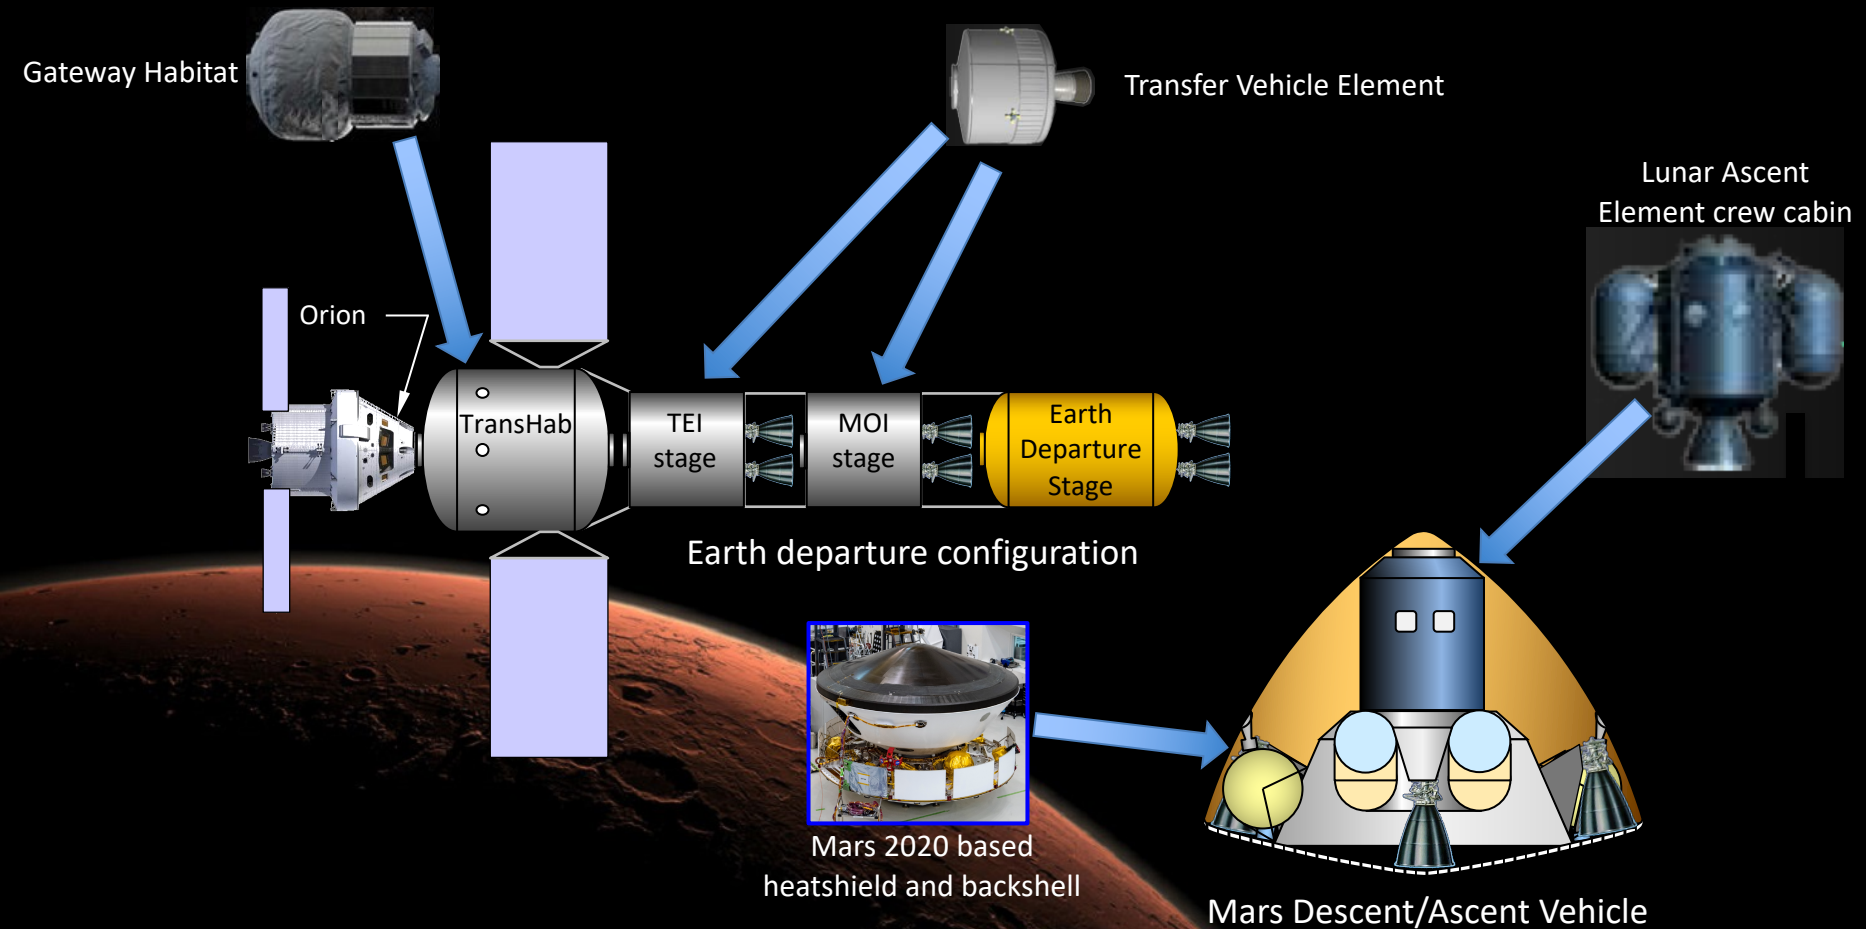 Gateway Habitat
Transfer Vehicle Element
Lunar Ascent
Element crew cabin
Orion
TransHab
TEI
stage
MOI
stage
Earth
Departure
Stage
Earth departure configuration
Mars 2020 based
heatshield and backshell
Mars Descent/Ascent Vehicle